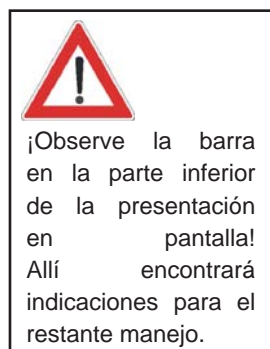 ¡Observe la barra
en la parte inferior
de la presentación
en pantalla!
Allí encontrará
indicaciones para el
restante manejo.